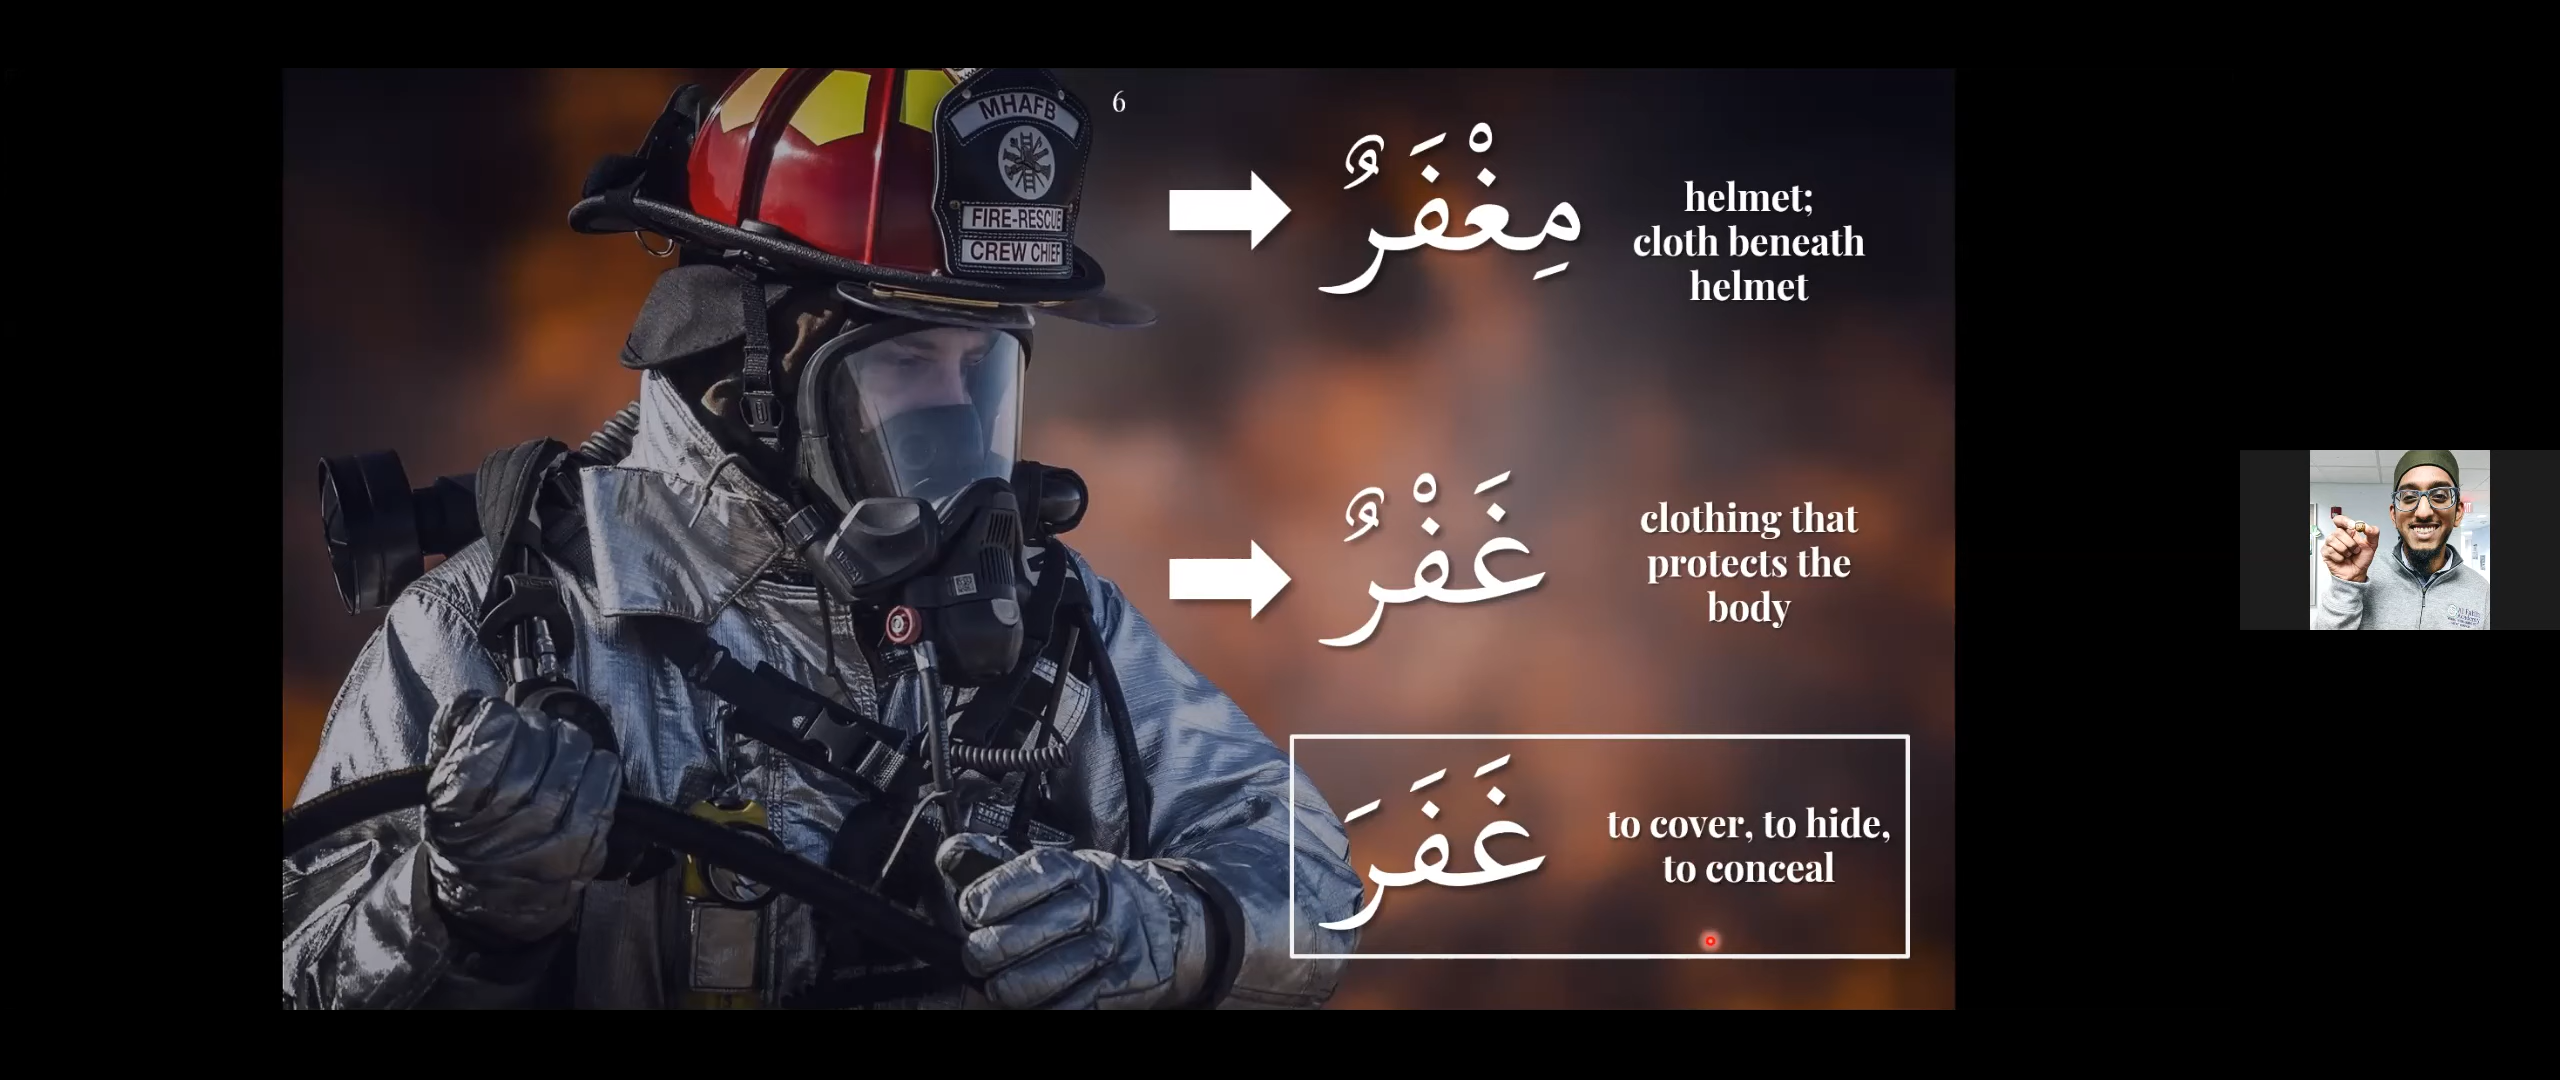 6
MHAFB
FIRE-RESCUE
CREW CHIEF
مِغْفَرٌ
helmet;
cloth beneath
helmet
غَفْرٌ
clothing that
protects the
body
غَفَرَ
to cover, to hide,
to conceal